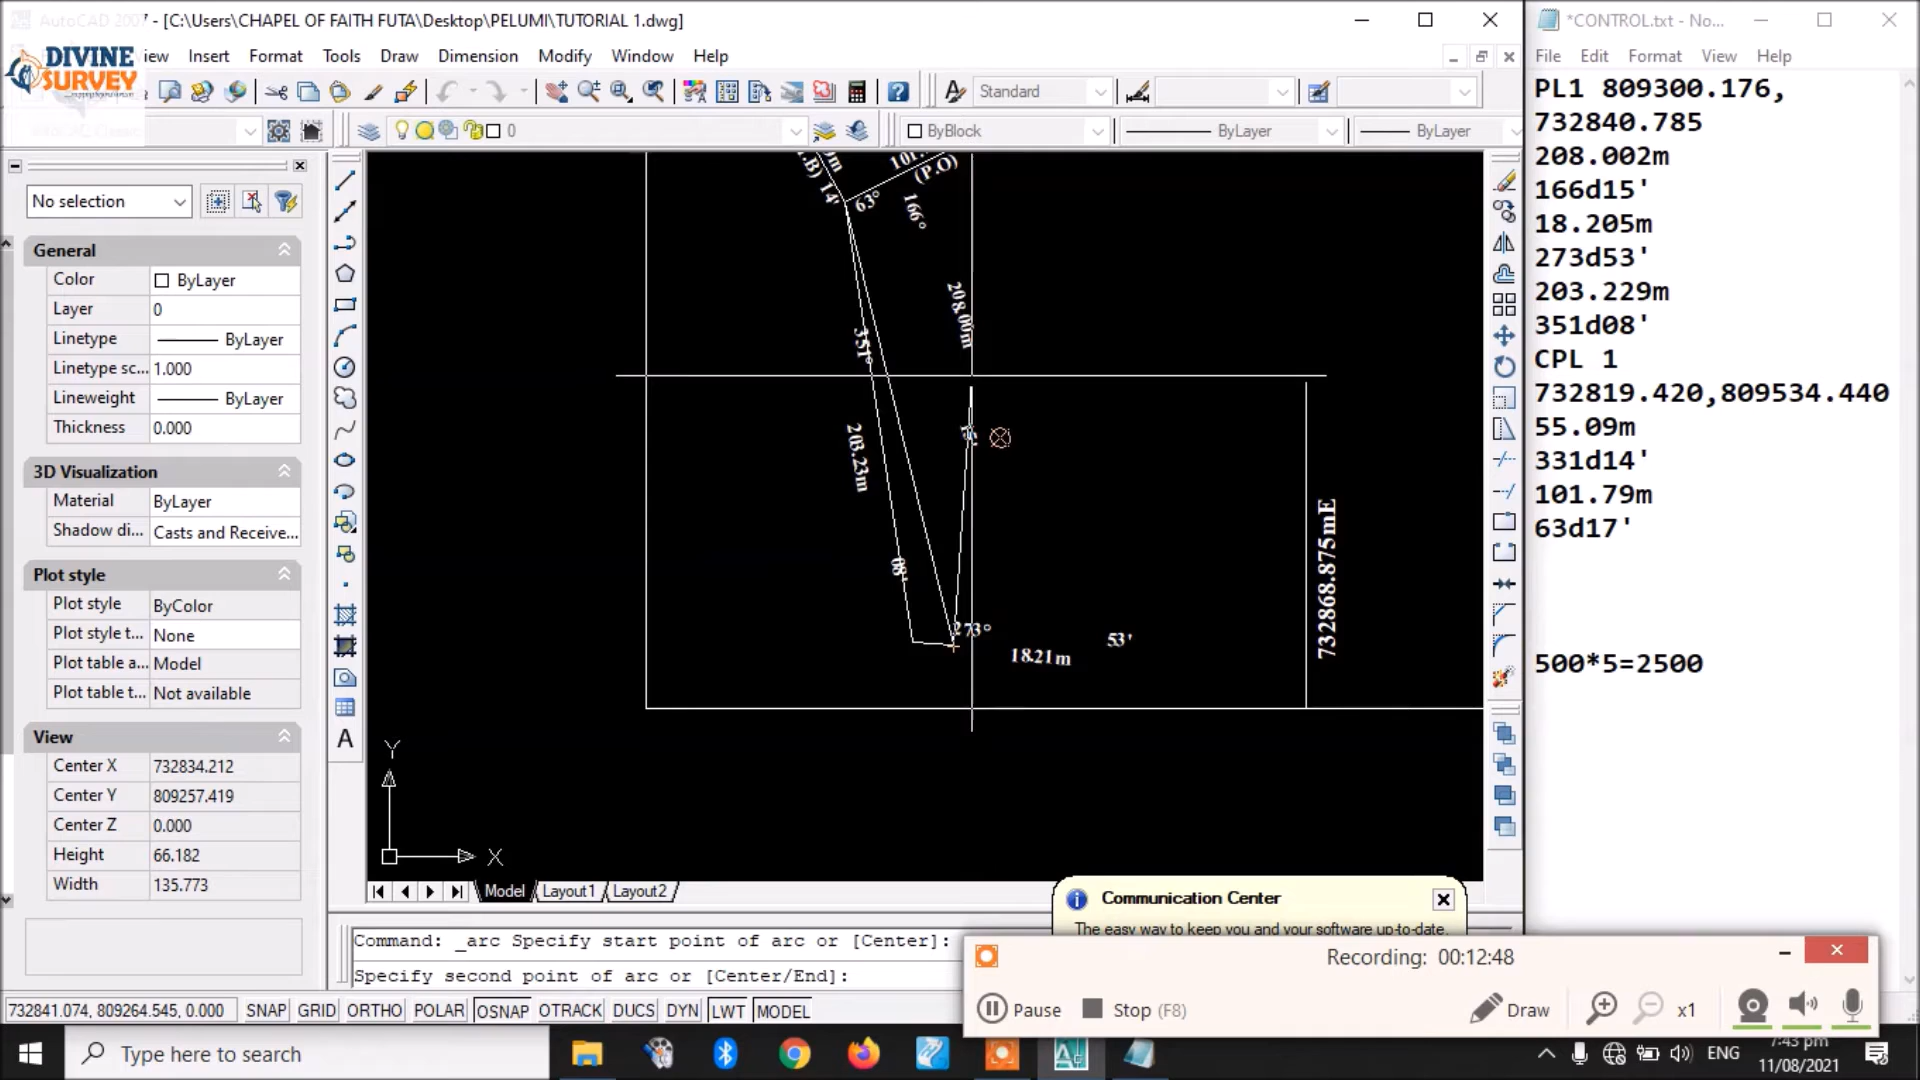 - [C:\Users\CHAPEL OF FAITH FUTA\Desktop\PELUMI\TUTORIAL 1.dwg]
DIVINE
SURVEY
Insert Format Tools Draw Dimension Modify Window Help
Standard
0
ByBlock
ByLayer
ByLayer
No selection
General
Color ByLayer
Layer 0
Linetype ByLayer
Linetype sc... 1.000
Lineweight ByLayer
Thickness 0.000
3D Visualization
Material ByLayer
Shadow di... Casts and Receive...
Plot style
Plot style ByColor
Plot style t... None
Plot table a... Model
Plot table t... Not available
View
Center X 732834.212
Center Y 809257.419
Center Z 0.000
Height 66.182
Width 135.773
(P.O)
14'
63°
166°
208.00m
351°
203.23m
08'
273°
18.21m
53'
732868.875mE
Y
X
Model Layout1 Layout2
Command: _arc Specify start point of arc or [Center]:
Specify second point of arc or [Center/End]:
732841.074, 809264.545, 0.000 SNAP GRID ORTHO POLAR OSNAP OTRACK DUCS DYN LWT MODEL
Communication Center
The easy way to keep you and your software up-to-date.
Recording: 00:12:48
Pause Stop (F8) Draw x1
*CONTROL.txt - No...
File Edit Format View Help
PL1 809300.176,
732840.785
208.002m
166d15'
18.205m
273d53'
203.229m
351d08'
CPL 1
732819.420,809534.440
55.09m
331d14'
101.79m
63d17'
500*5=2500
Type here to search
ENG
7:43 pm
11/08/2021